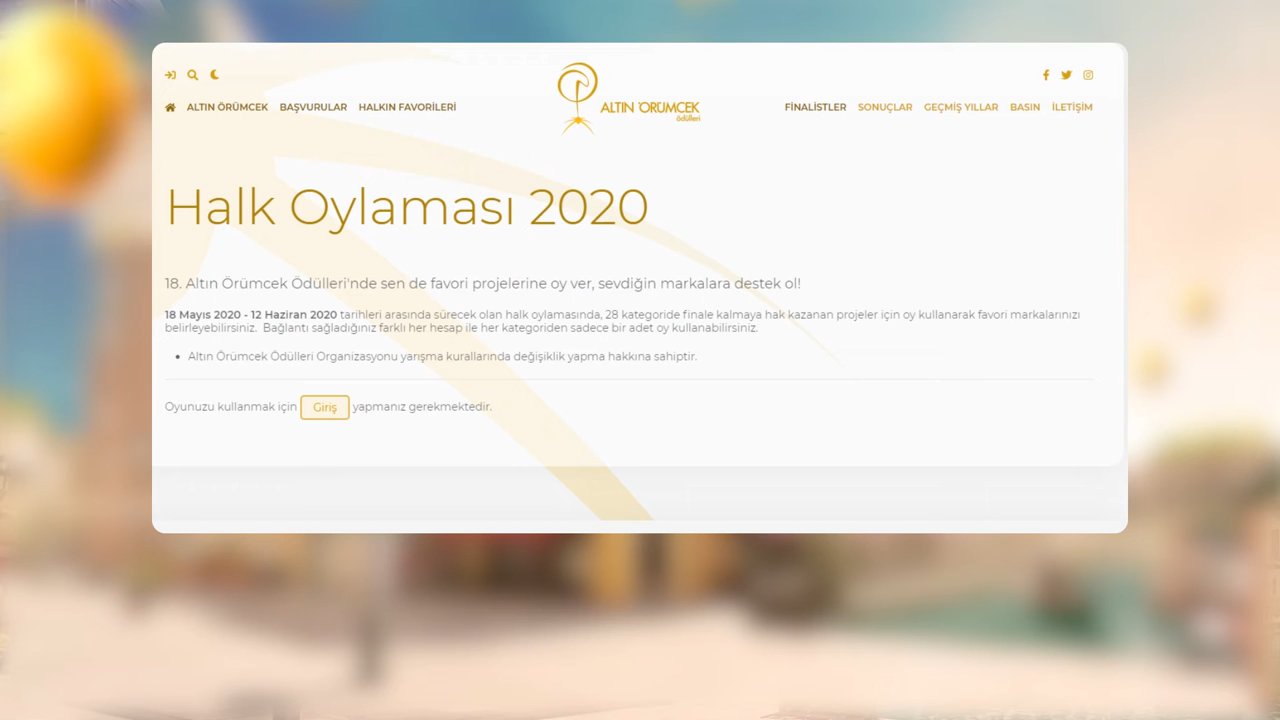 ALTIN ÖRÜMCEK BAŞVURULAR HALKIN FAVORİLERİ
ALTIN ÖRÜMCEK
ödülleri
FİNALİSTLER SONUÇLAR GEÇMİŞ YILLAR BASIN İLETİŞİM
Halk Oylaması 2020
18. Altın Örümcek Ödülleri'nde sen de favori projelerine oy ver, sevdiğin markalara destek ol!
18 Mayıs 2020 - 12 Haziran 2020 tarihleri arasında sürecek olan halk oylamasında, 28 kategoride finale kalmaya hak kazanan projeler için oy kullanarak favori markalarınızı
belirleyebilirsiniz. Bağlantı sağladığınız farklı her hesap ile her kategoriden sadece bir adet oy kullanabilirsiniz.
• Altın Örümcek Ödülleri Organizasyonu yarışma kurallarında değişiklik yapma hakkına sahiptir.
Oyunuzu kullanmak için Giriş yapmanız gerekmektedir.